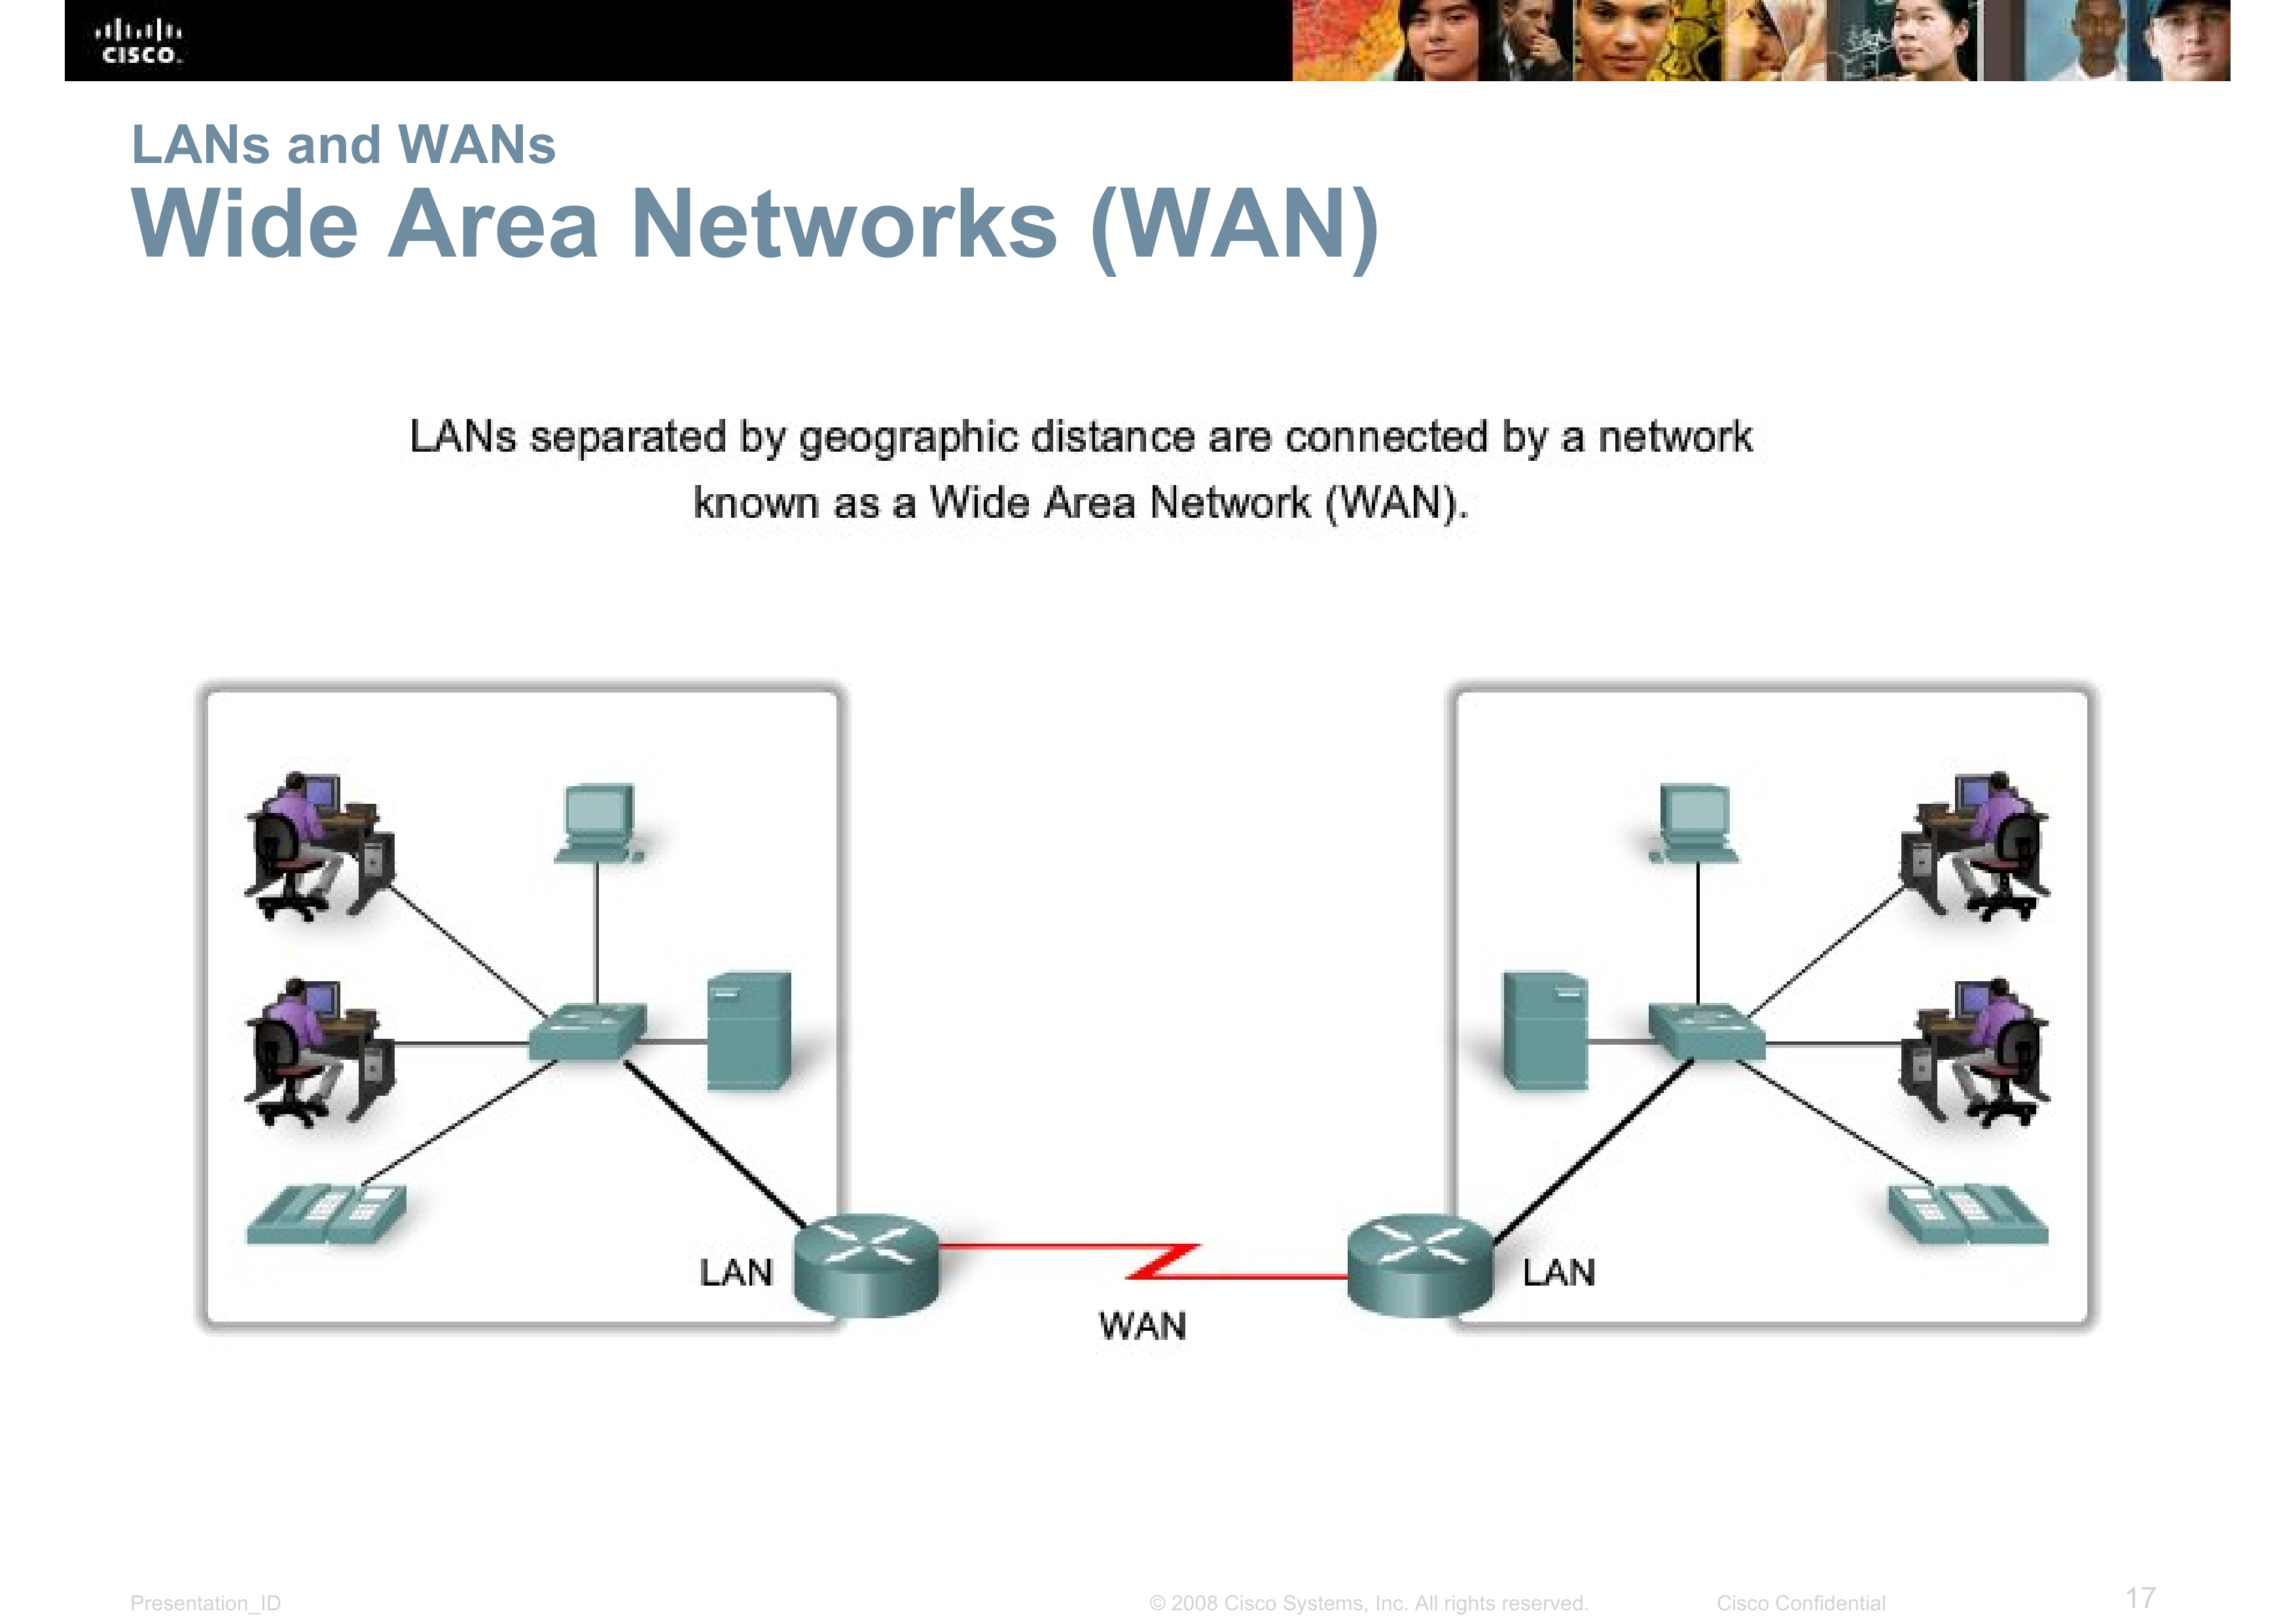 CISCO
LANs and WANs
Wide Area Networks (WAN)
LANs separated by geographic distance are connected by a network
known as a Wide Area Network (WAN).
LAN
LAN
WAN
Presentation_ID
© 2008 Cisco Systems, Inc. All rights reserved.
Cisco Confidential
17